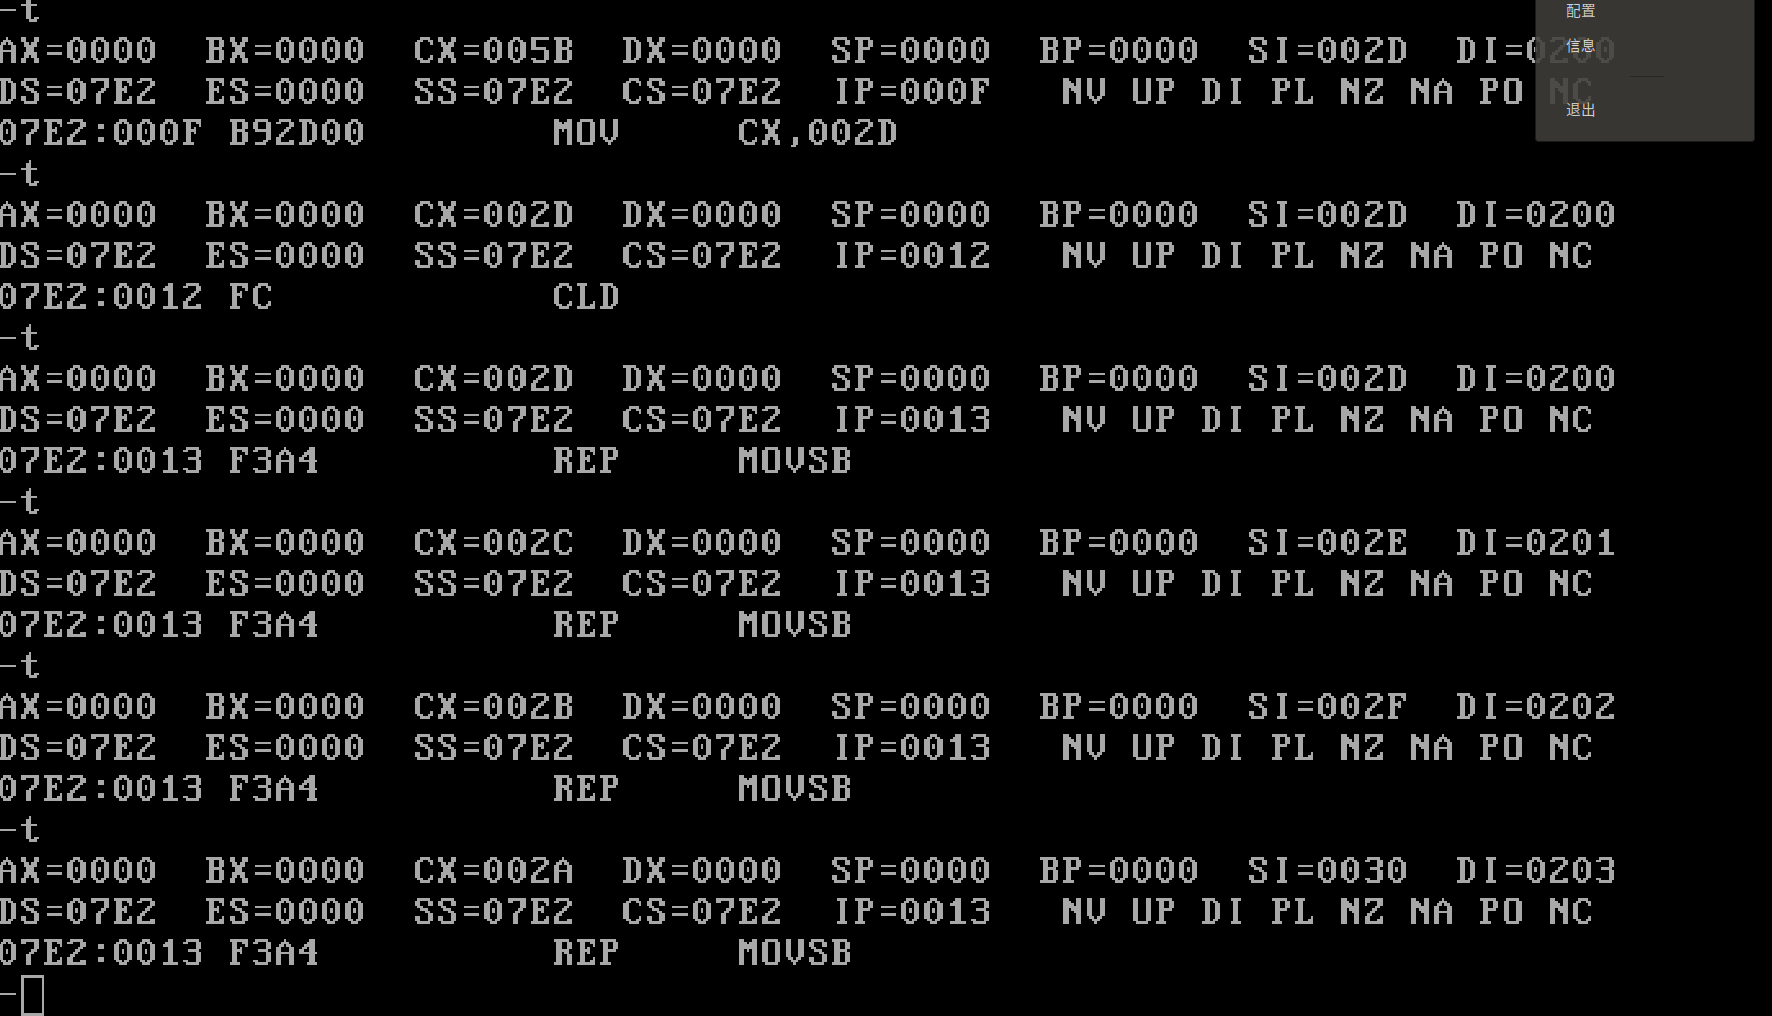 -t
AX=0000 BX=0000 CX=005B DX=0000 SP=0000 BP=0000 SI=002D DI=0200
DS=07E2 ES=0000 SS=07E2 CS=07E2 IP=000F NV UP DI PL NZ NA PO NC
07E2:000F B92D00 MOV CX,002D
-t
AX=0000 BX=0000 CX=002D DX=0000 SP=0000 BP=0000 SI=002D DI=0200
DS=07E2 ES=0000 SS=07E2 CS=07E2 IP=0012 NV UP DI PL NZ NA PO NC
07E2:0012 FC CLD
-t
AX=0000 BX=0000 CX=002D DX=0000 SP=0000 BP=0000 SI=002D DI=0200
DS=07E2 ES=0000 SS=07E2 CS=07E2 IP=0013 NV UP DI PL NZ NA PO NC
07E2:0013 F3A4 REP MOVSB
-t
AX=0000 BX=0000 CX=002C DX=0000 SP=0000 BP=0000 SI=002E DI=0201
DS=07E2 ES=0000 SS=07E2 CS=07E2 IP=0013 NV UP DI PL NZ NA PO NC
07E2:0013 F3A4 REP MOVSB
-t
AX=0000 BX=0000 CX=002B DX=0000 SP=0000 BP=0000 SI=002F DI=0202
DS=07E2 ES=0000 SS=07E2 CS=07E2 IP=0013 NV UP DI PL NZ NA PO NC
07E2:0013 F3A4 REP MOVSB
-t
AX=0000 BX=0000 CX=002A DX=0000 SP=0000 BP=0000 SI=0030 DI=0203
DS=07E2 ES=0000 SS=07E2 CS=07E2 IP=0013 NV UP DI PL NZ NA PO NC
07E2:0013 F3A4 REP MOVSB
-
配置
信息
退出